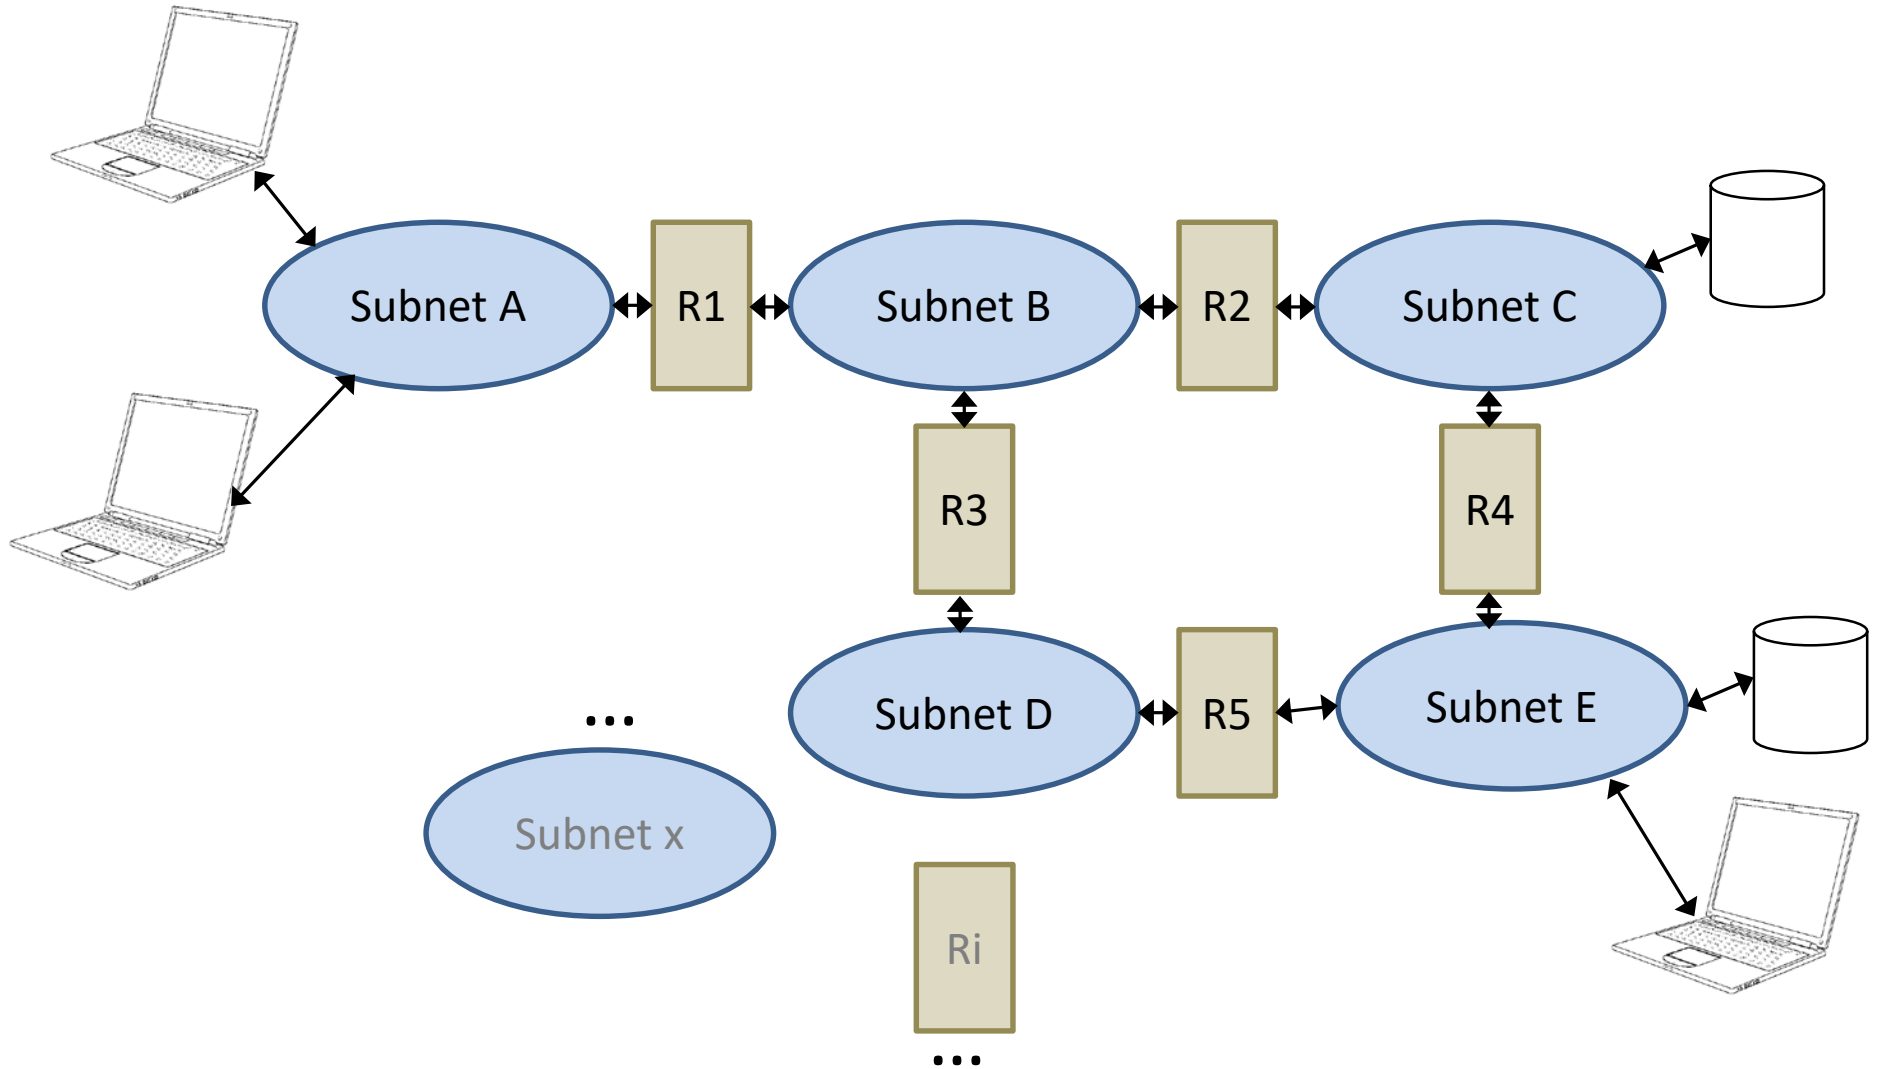 Subnet A
R1
Subnet B
R2
Subnet C
R3
R4
Subnet D
R5
Subnet E
...
Subnet x
Ri
...